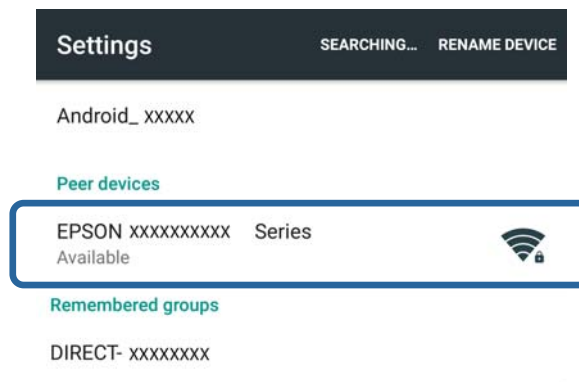 Settings SEARCHING... RENAME DEVICE
Android_ xxxxx
Peer devices
EPSON xxxxxxxxxx Series
Available
Remembered groups
DIRECT- xxxxxxxx